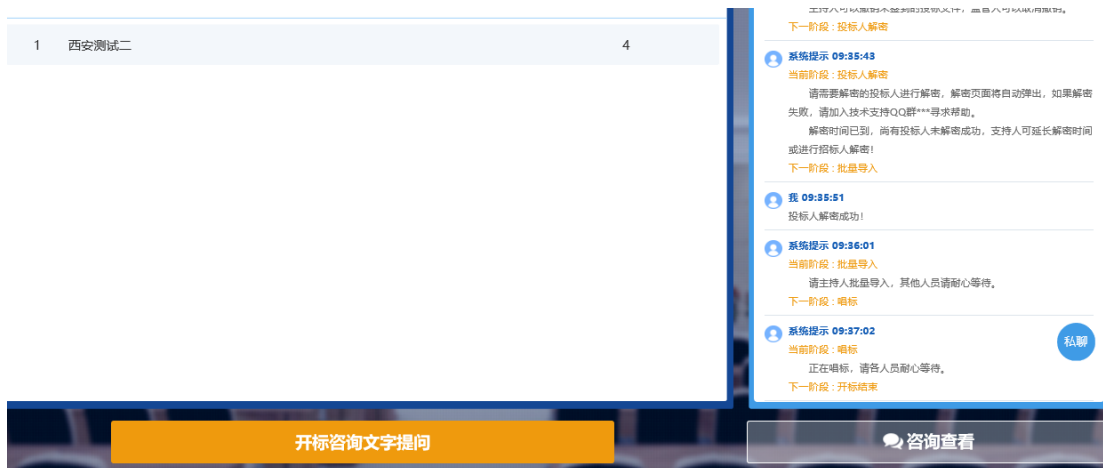 1 西安测试二 4
下一阶段 : 投标人解密
系统提示 09:35:43
当前阶段 : 投标人解密
请需要解密的投标人进行解密，解密页面将自动弹出，如果解密
失败，请加入技术支持QQ群***寻求帮助。
解密时间已到，尚有投标人未解密成功，支持人可延长解密时间
或进行招标人解密！
下一阶段 : 批量导入
我 09:35:51
投标人解密成功！
系统提示 09:36:01
当前阶段 : 批量导入
请主持人批量导入，其他人员请耐心等待。
下一阶段 : 唱标
系统提示 09:37:02
当前阶段 : 唱标
正在唱标，请各人员耐心等待。
下一阶段 : 开标结束
私聊
开标咨询文字提问
咨询查看